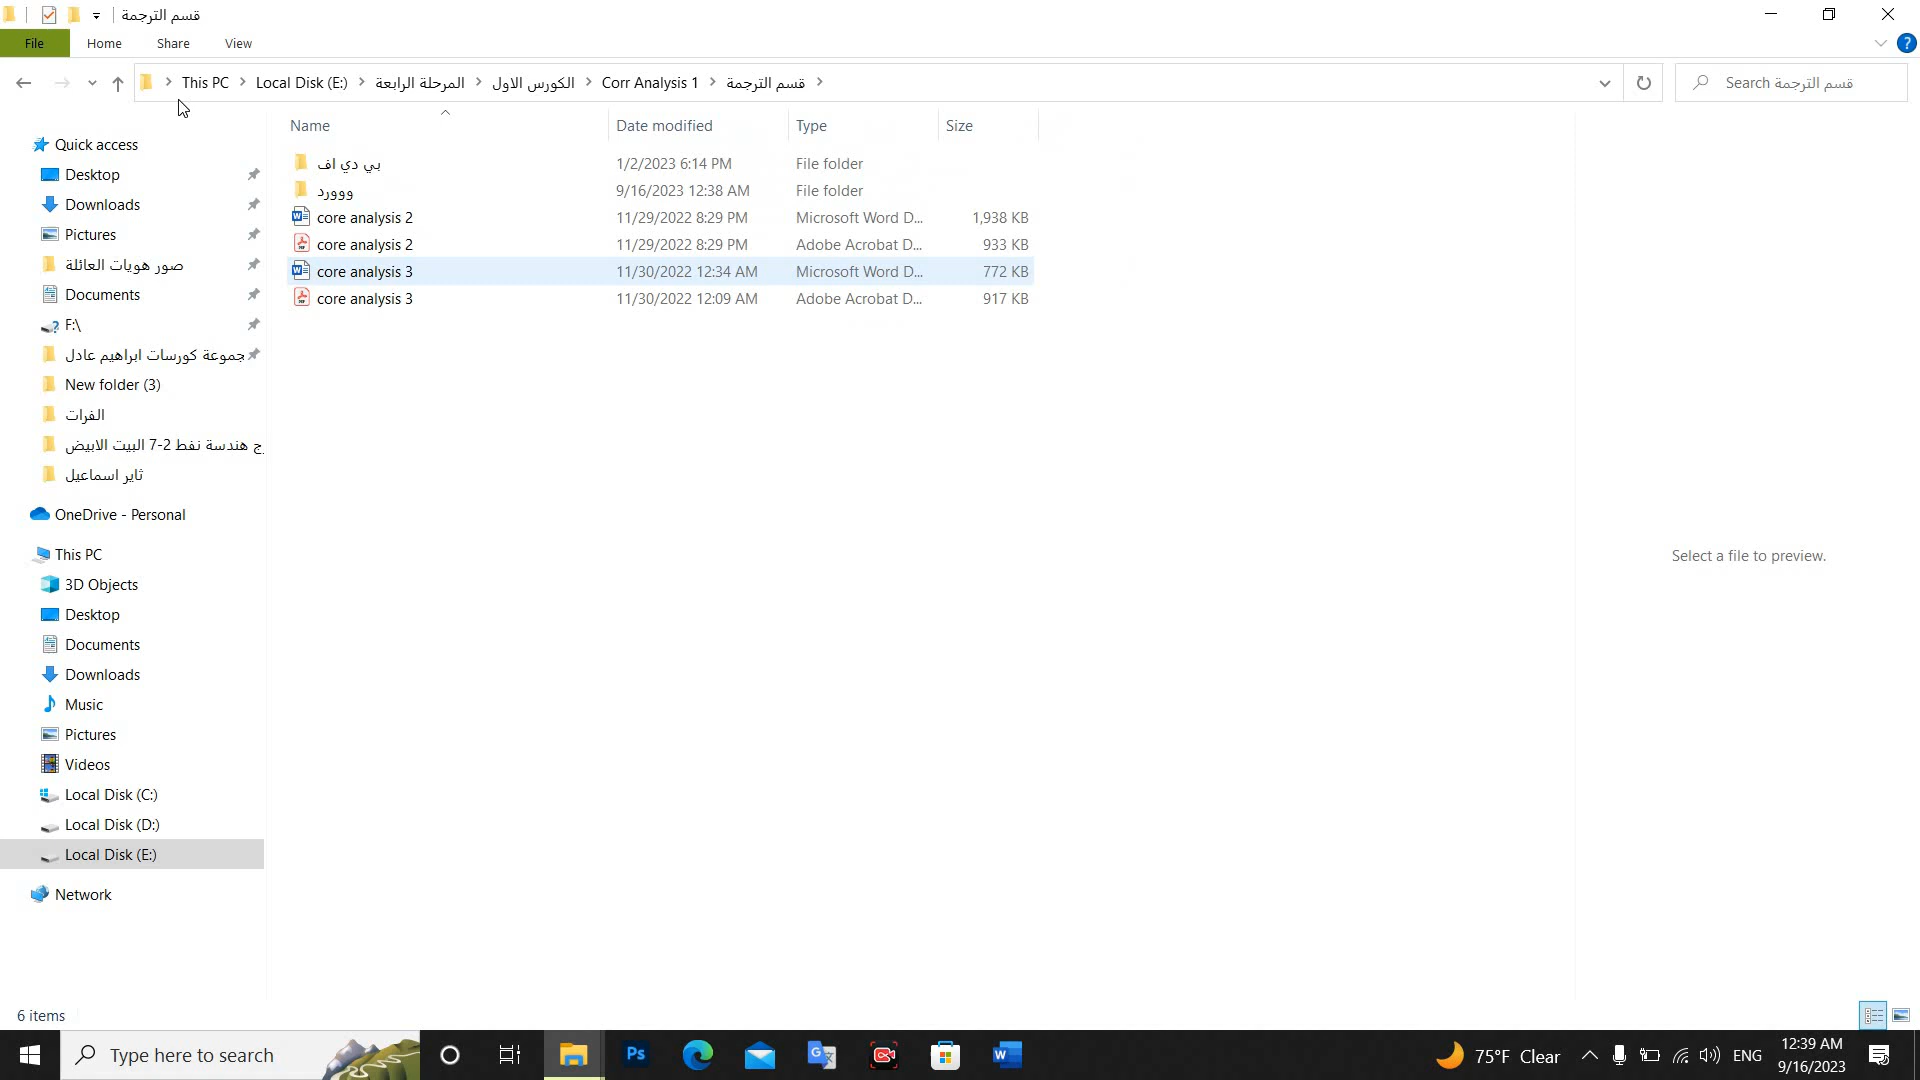 قسم الترجمة
File Home Share View
This PC Local Disk (E:) المرحلة الرابعة الكورس الاول Corr Analysis 1 قسم الترجمة
Search قسم الترجمة
Name Date modified Type Size
بي دي اف 1/2/2023 6:14 PM File folder
وووورد 9/16/2023 12:38 AM File folder
core analysis 2 11/29/2022 8:29 PM Microsoft Word D... 1,938 KB
core analysis 2 11/29/2022 8:29 PM Adobe Acrobat D... 933 KB
core analysis 3 11/30/2022 12:34 AM Microsoft Word D... 772 KB
core analysis 3 11/30/2022 12:09 AM Adobe Acrobat D... 917 KB
Quick access
Desktop
Downloads
Pictures
صور هويات العائلة
Documents
F:\
جموعة كورسات ابراهيم عادل
New folder (3)
الفرات
ج هندسة نفط 2-7 البيت الابيض
ثاير اسماعيل
OneDrive - Personal
This PC
3D Objects
Desktop
Documents
Downloads
Music
Pictures
Videos
Local Disk (C:)
Local Disk (D:)
Local Disk (E:)
Network
Select a file to preview.
6 items
Type here to search
Ps
75°F Clear
ENG
12:39 AM
9/16/2023